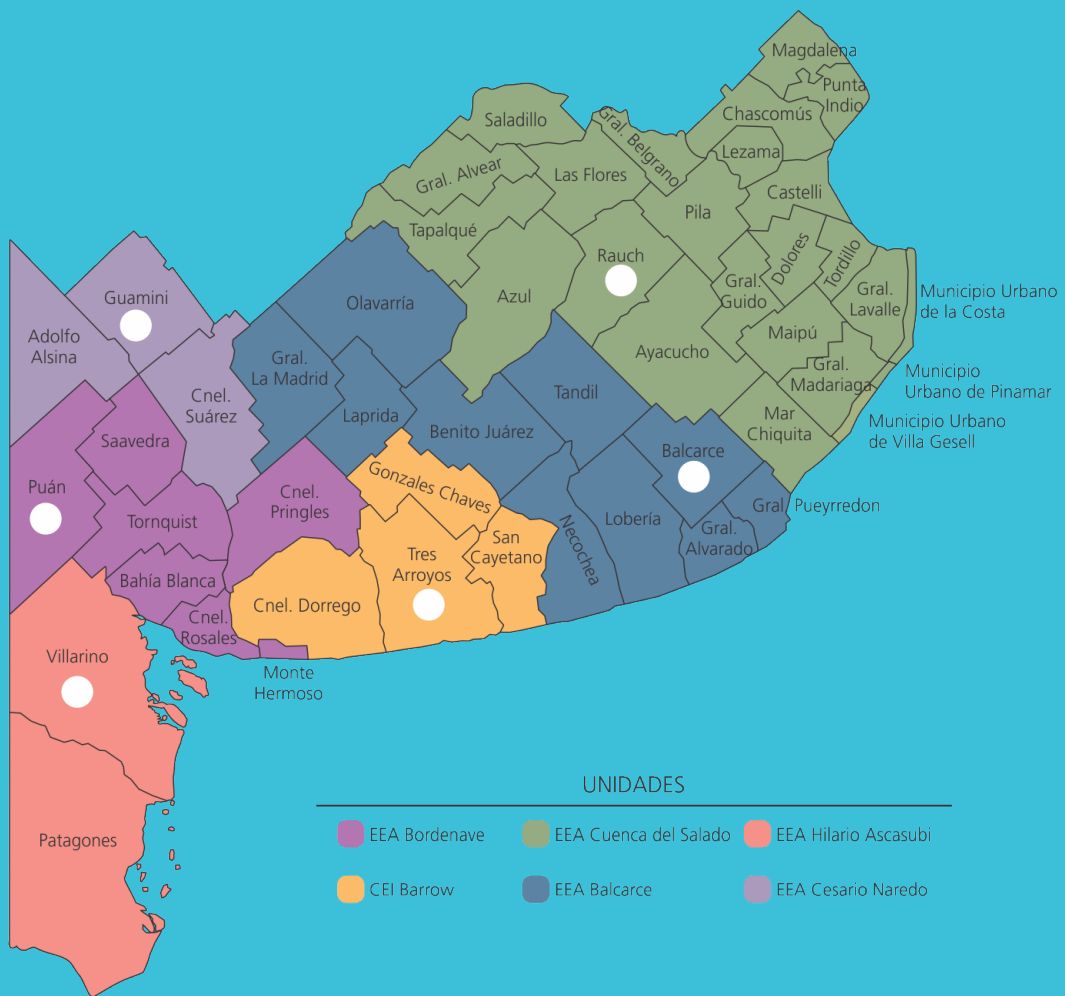 Magdalena
Punta
Indio
Chascomús
Saladillo
Gral. Belgrano
Lezama
Gral. Alvear
Las Flores
Castelli
Pila
Tapalqué
Rauch
Dolores
Tordillo
Azul
Gral.
Guido
Gral.
Lavalle
Municipio Urbano
de la Costa
Guamini
Olavarría
Maipú
Adolfo
Alsina
Ayacucho
Gral.
La Madrid
Gral.
Madariaga
Municipio
Urbano de Pinamar
Cnel.
Suárez
Tandil
Laprida
Mar
Chiquita
Municipio Urbano
de Villa Gesell
Benito Juárez
Saavedra
Balcarce
Gonzales Chaves
Puán
Cnel.
Pringles
Gral. Pueyrredon
Tornquist
Lobería
Necochea
Gral.
Alvarado
San
Cayetano
Tres
Arroyos
Bahía Blanca
Cnel. Dorrego
Cnel.
Rosales
Villarino
Monte
Hermoso
Patagones
UNIDADES
EEA Bordenave
EEA Cuenca del Salado
EEA Hilario Ascasubi
CEI Barrow
EEA Balcarce
EEA Cesario Naredo